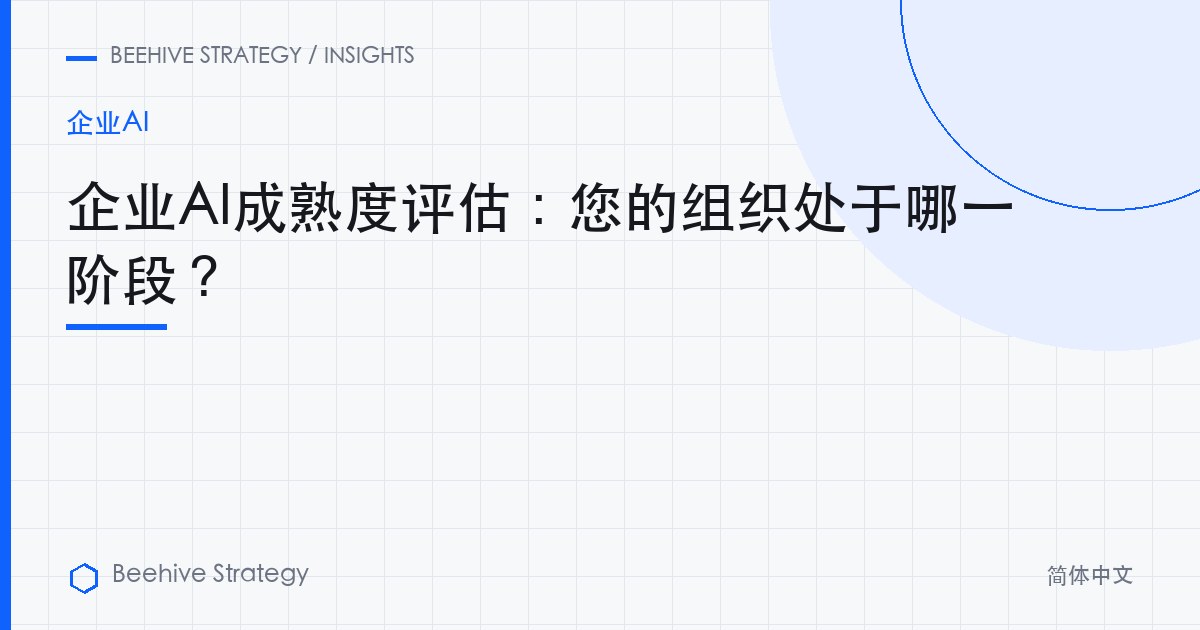 BEEHIVE STRATEGY / INSIGHTS
企业AI
企业AI成熟度评估：您的组织处于哪一
阶段？
Beehive Strategy
简体中文